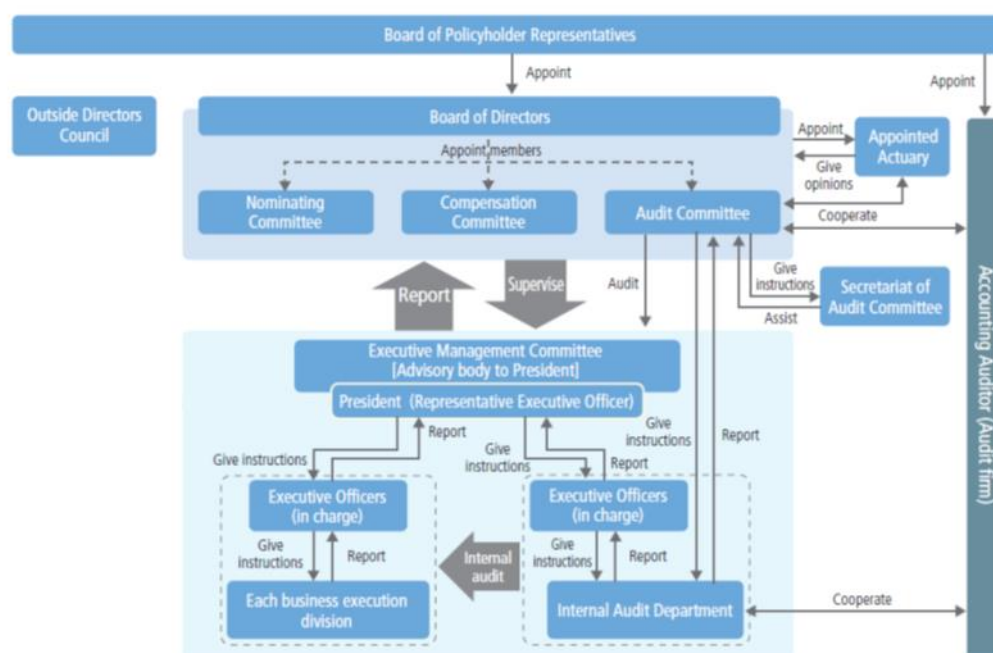 Board of Policyholder Representatives
Appoint
Appoint
Outside Directors
Council
Board of Directors
Appoint members
Appoint
Appointed
Actuary
Give
opinions
Nominating
Committee
Compensation
Committee
Audit Committee
Cooperate
Report
Supervise
Audit
Give
instructions
Assist
Secretariat of
Audit Committee
Accounting Auditor (Audit firm)
Executive Management Committee
[Advisory body to President]
President (Representative Executive Officer)
Give instructions
Report
Give
instructions
Report
Give
instructions
Report
Executive Officers
(in charge)
Executive Officers
(in charge)
Give
instructions
Report
Internal
audit
Give
instructions
Report
Each business execution
division
Internal Audit Department
Cooperate